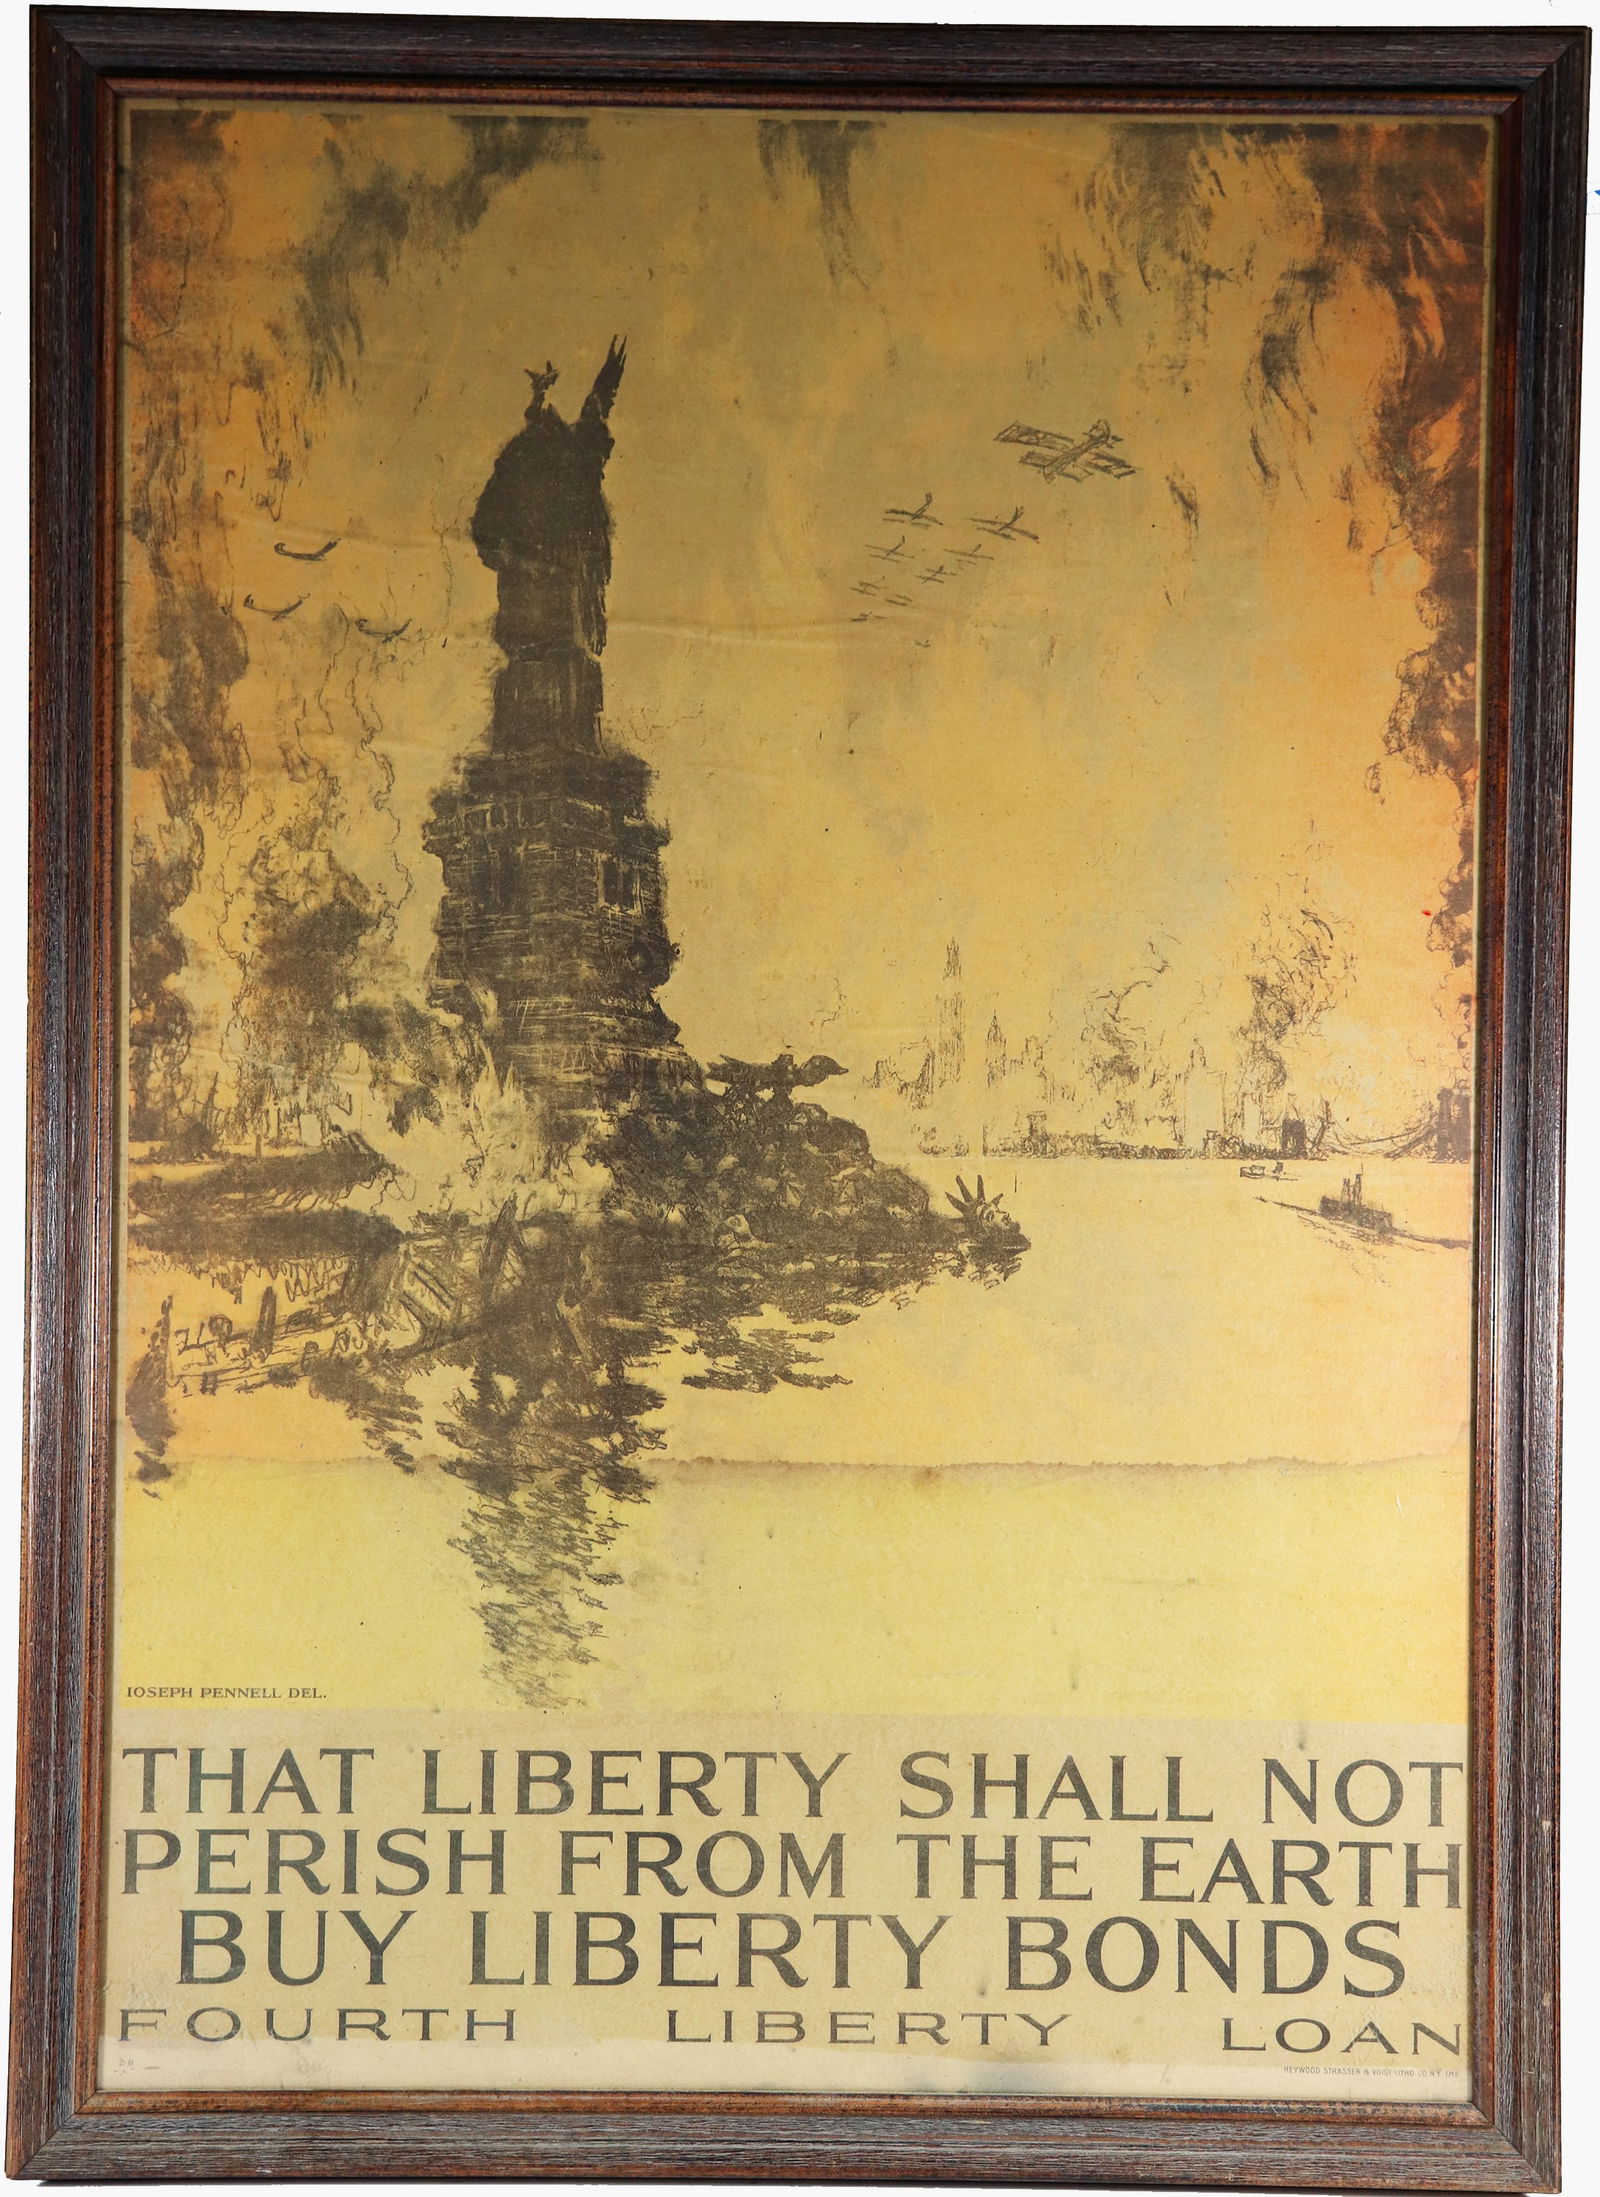 IOSEPH PENNELL DEL.
THAT LIBERTY SHALL NOT
PERISH FROM THE EARTH
BUY LIBERTY BONDS
FOURTH LIBERTY LOAN
2-B
HEYWOOD STRASSER & VOIGT LITHO. CO. N.Y. IMP.